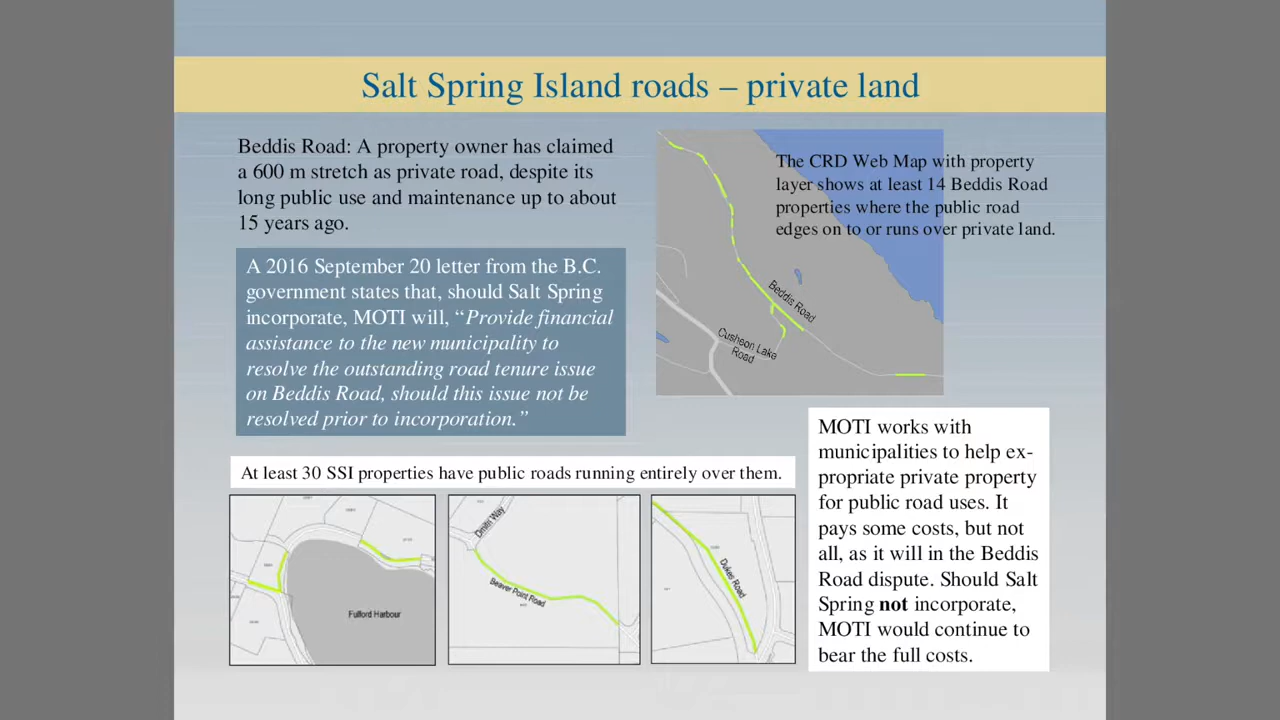 Salt Spring Island roads – private land
Beddis Road: A property owner has claimed
a 600 m stretch as private road, despite its
long public use and maintenance up to about
15 years ago.
The CRD Web Map with property
layer shows at least 14 Beddis Road
properties where the public road
edges on to or runs over private land.
A 2016 September 20 letter from the B.C.
government states that, should Salt Spring
incorporate, MOTI will, “Provide financial
assistance to the new municipality to
resolve the outstanding road tenure issue
on Beddis Road, should this issue not be
resolved prior to incorporation.”
Beddis Road
Cusheon Lake
Road
At least 30 SSI properties have public roads running entirely over them.
Fulford Harbour
Dmitri Way
Beaver Point Road
Dukes Road
MOTI works with
municipalities to help ex-
propriate private property
for public road uses. It
pays some costs, but not
all, as it will in the Beddis
Road dispute. Should Salt
Spring not incorporate,
MOTI would continue to
bear the full costs.